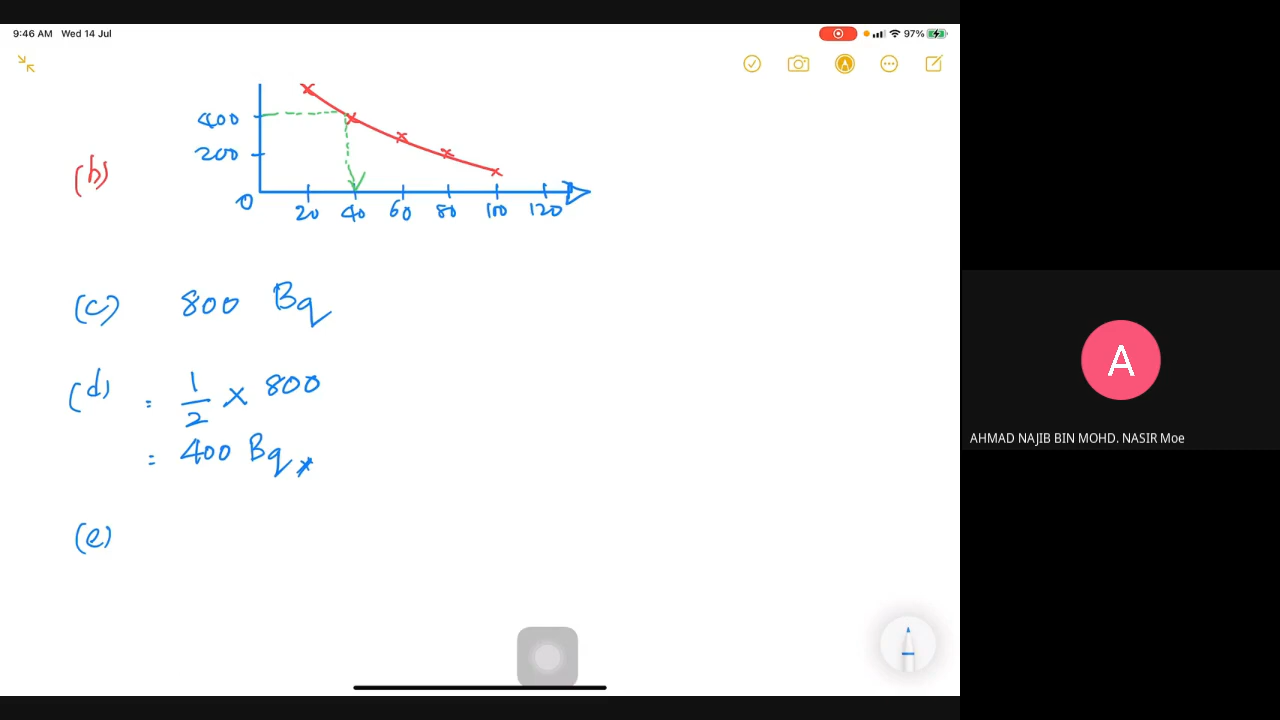 9:46 AM Wed 14 Jul
97%
400
200
(b)
0
20 40 60 80 100 120
(c) 800 Bq
(d) = 1/2 × 800
= 400 Bq
(e)
A
AHMAD NAJIB BIN MOHD. NASIR Moe